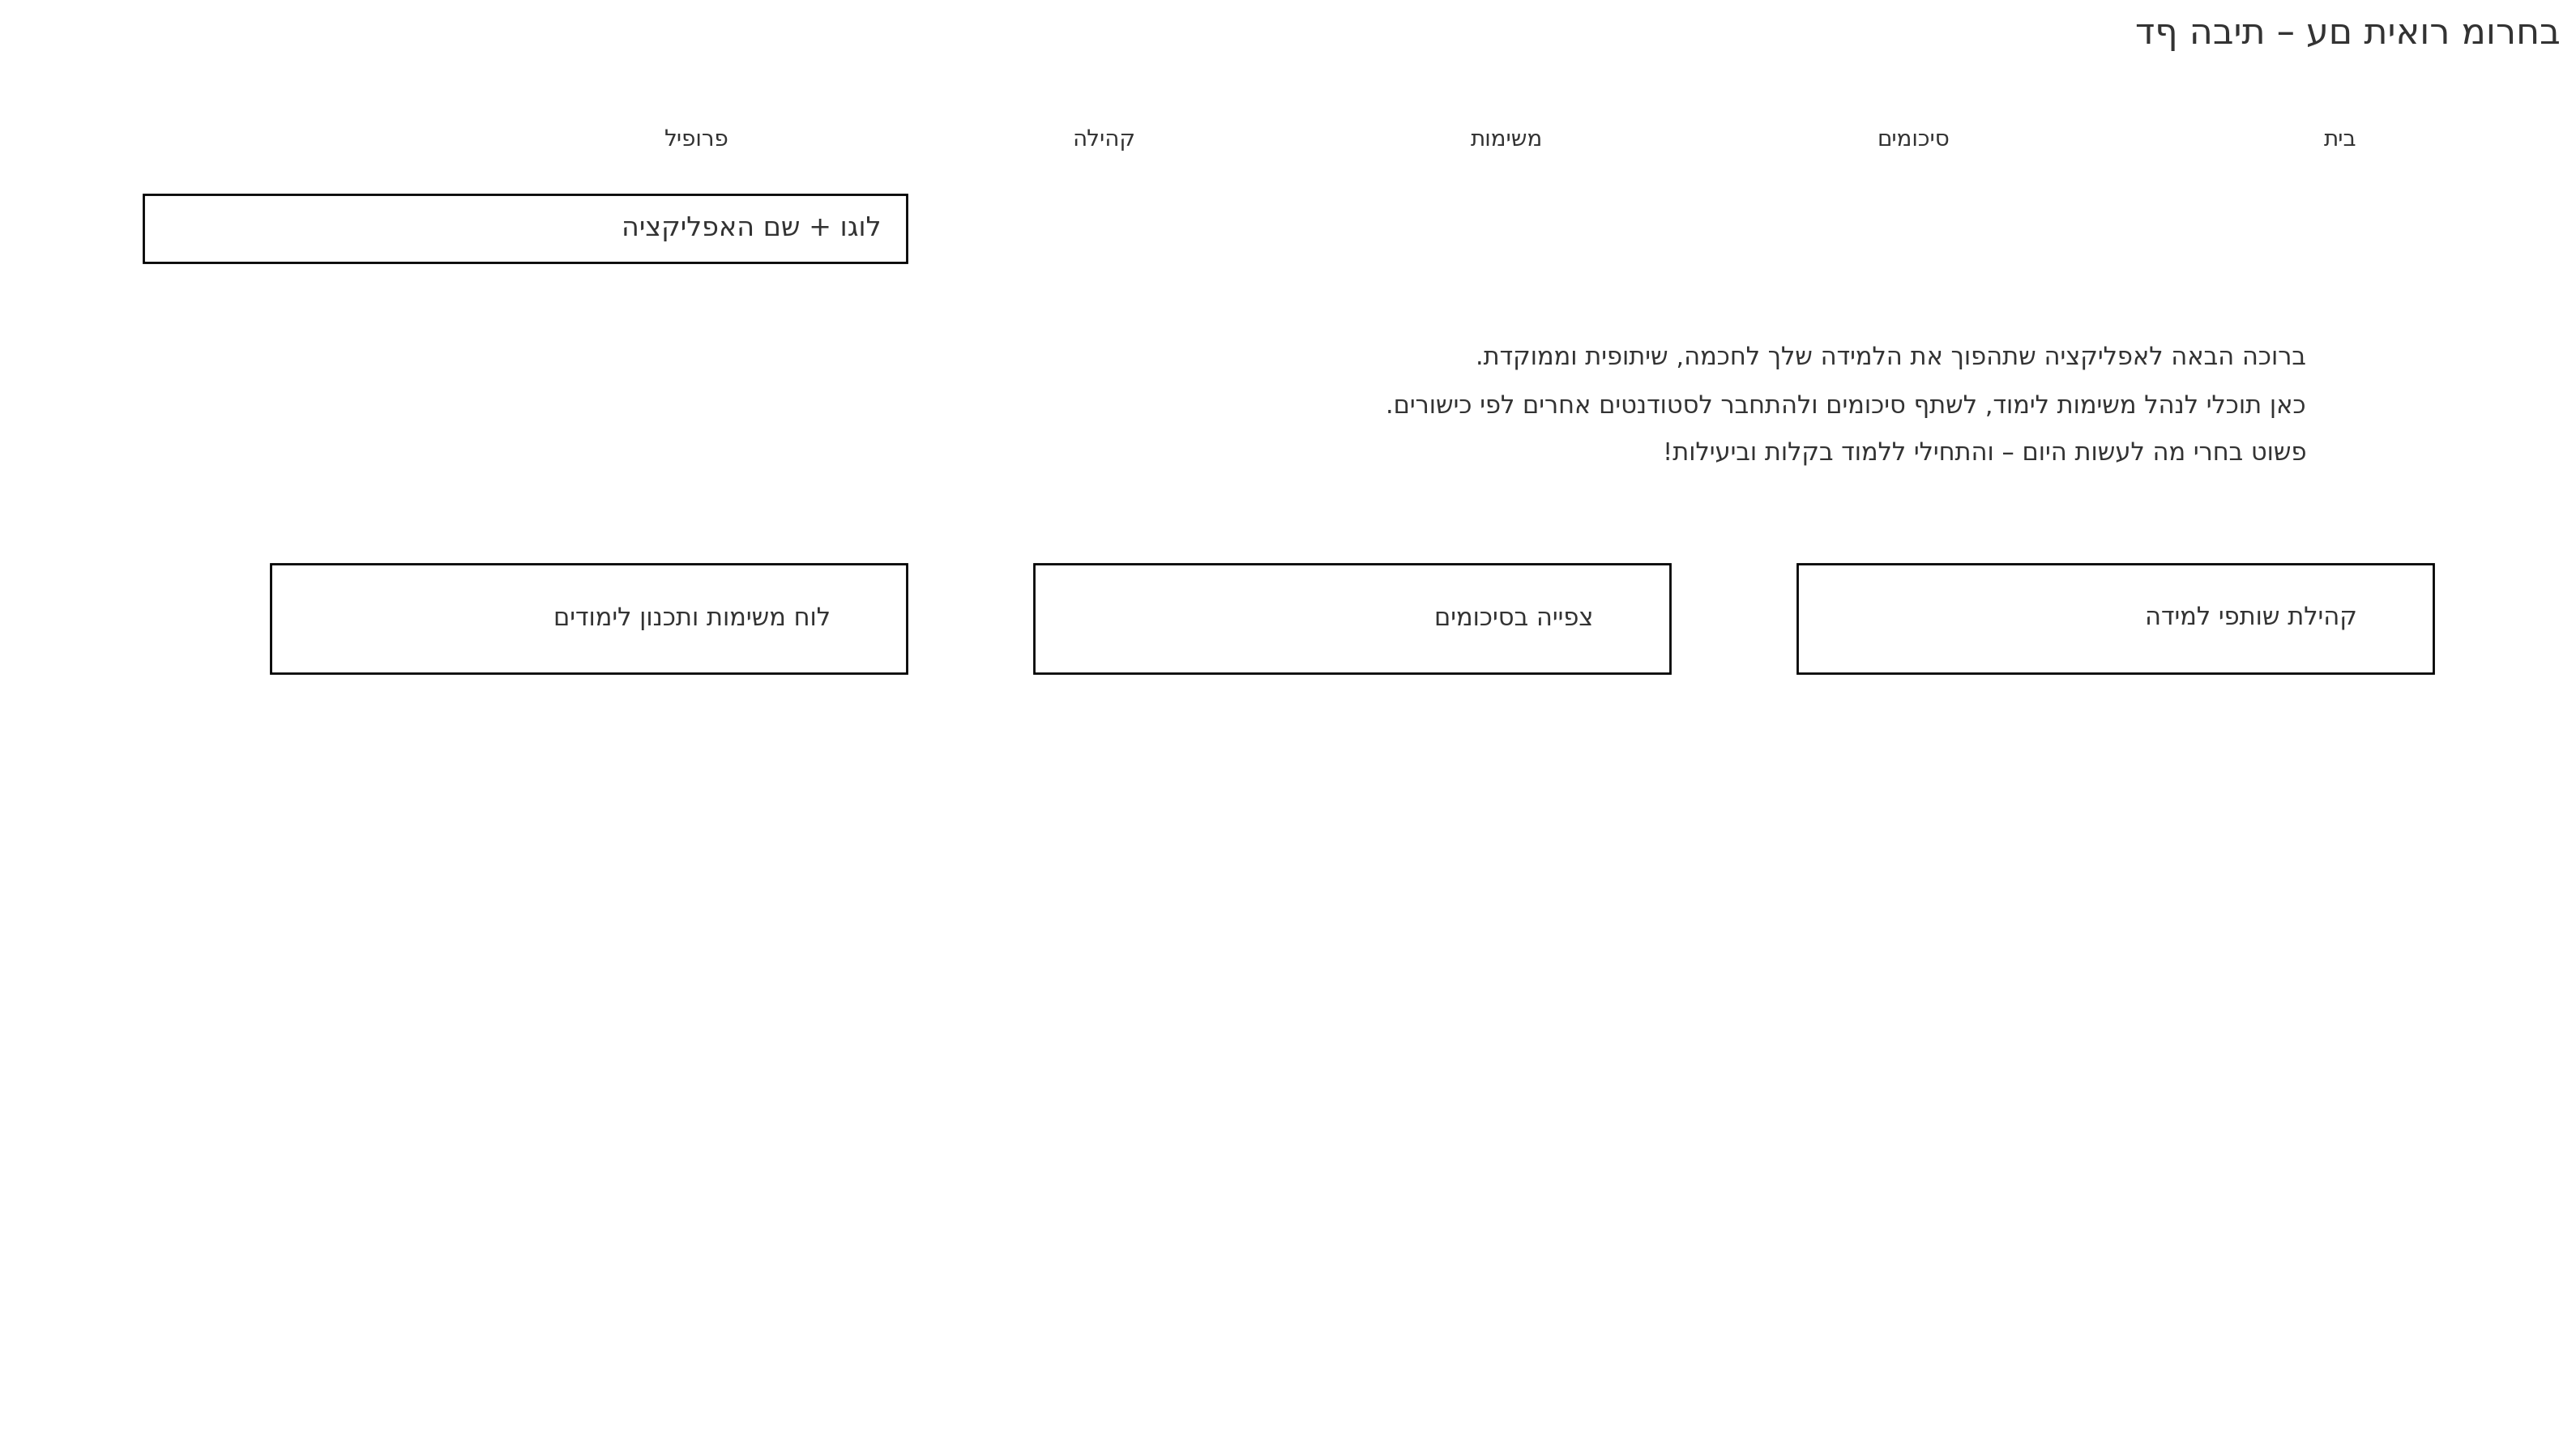 בחרומ רואית םע – תיבה ףד
בית סיכומים משימות קהילה פרופיל
לוגו + שם האפליקציה
ברוכה הבאה לאפליקציה שתהפוך את הלמידה שלך לחכמה, שיתופית וממוקדת.
כאן תוכלי לנהל משימות לימוד, לשתף סיכומים ולהתחבר לסטודנטים אחרים לפי כישורים.
פשוט בחרי מה לעשות היום – והתחילי ללמוד בקלות וביעילות!
קהילת שותפי למידה
צפייה בסיכומים
לוח משימות ותכנון לימודים